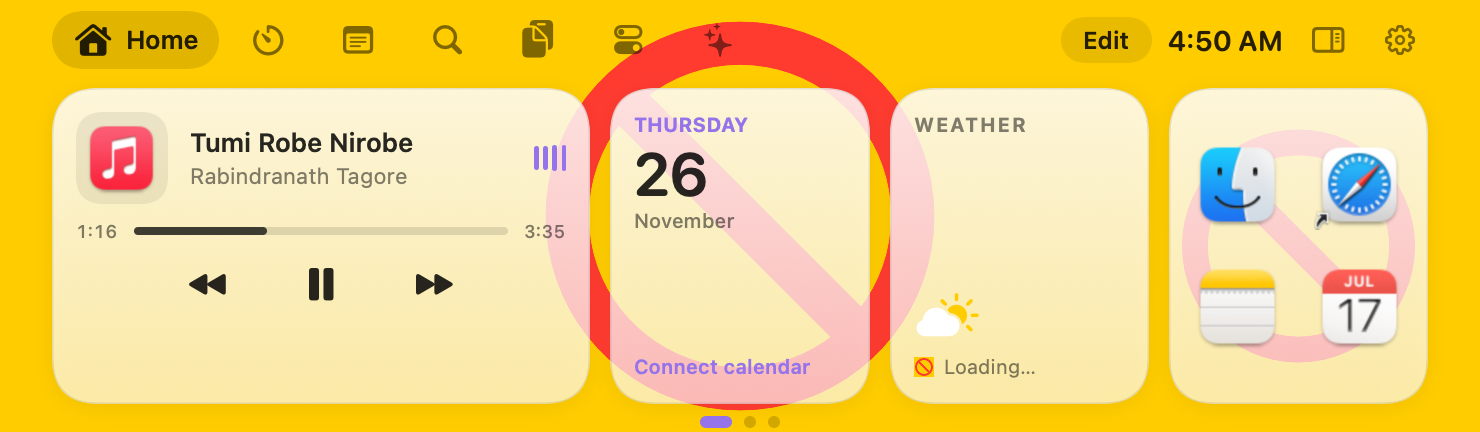 Home
Edit
4:50 AM
Tumi Robe Nirobe
Rabindranath Tagore
1:16
3:35
THURSDAY
26
November
Connect calendar
WEATHER
Loading...
JUL
17